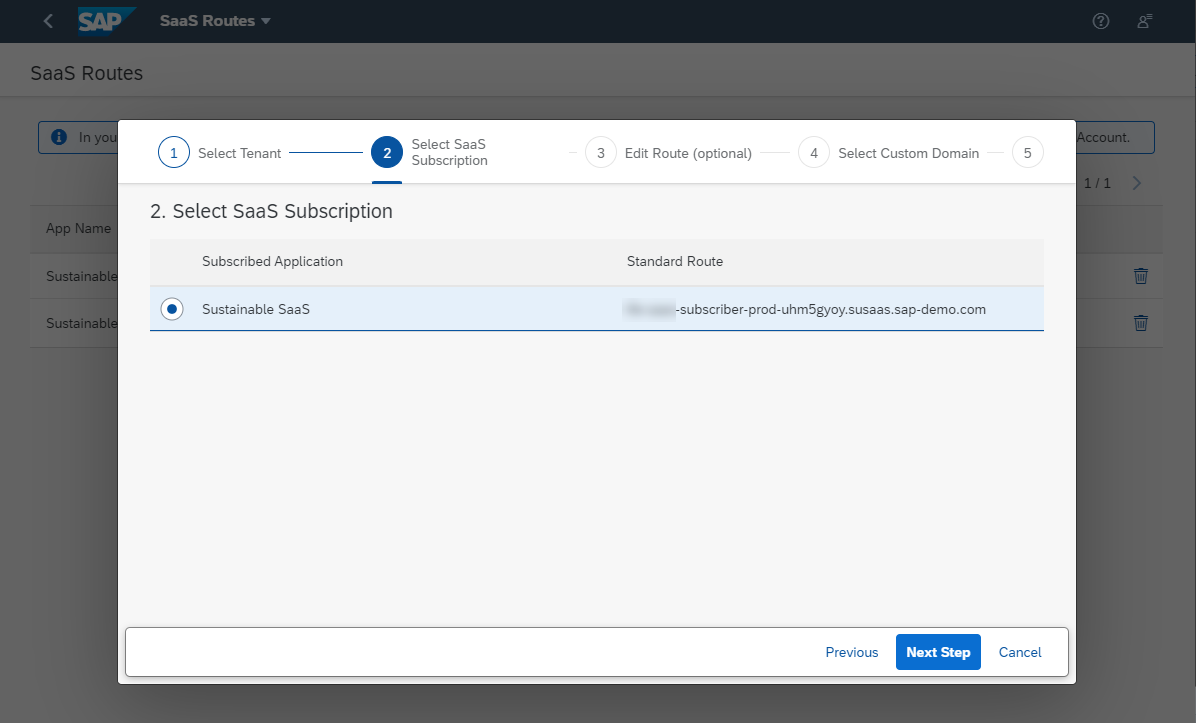 SAP SaaS Routes
SaaS Routes
In you
Account.
1 Select Tenant
2 Select SaaS
Subscription
3 Edit Route (optional)
4 Select Custom Domain
5
1 / 1
2. Select SaaS Subscription
App Name
Subscribed Application Standard Route
Sustainable
Sustainable SaaS -subscriber-prod-uhm5gyoy.susaas.sap-demo.com
Sustainable
Previous Next Step Cancel